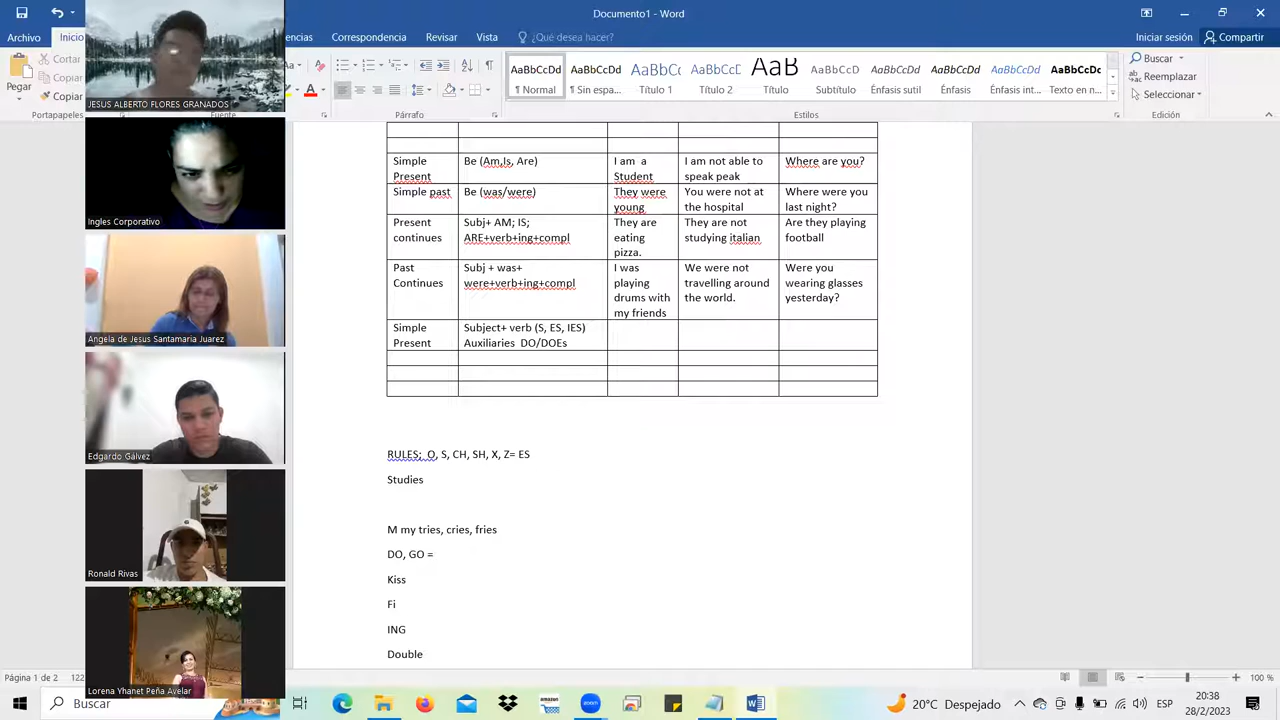 Documento1 - Word
Iniciar sesión
Compartir
Archivo
Inicio
encias
Correspondencia
Revisar
Vista
¿Qué desea hacer?
Pegar
Cortar
Portapapeles
Fuente
Párrafo
AaBbCcDd AaBbCcDd AaBbC AaBbCcD AaB AaBbCcD AaBbCcDd AaBbCcDd AaBbCcDd AaBbCcDc
¶ Normal
¶ Sin espa...
Título 1
Título 2
Título
Subtítulo
Énfasis sutil
Énfasis
Énfasis int...
Texto en n...
Estilos
Buscar
Reemplazar
Seleccionar
Edición
JESUS ALBERTO FLORES GRANADOS
Ingles Corporativo
Angela de Jesus Santamaria Juarez
Edgardo Gálvez
Ronald Rivas
Lorena Yhanet Peña Avelar
Simple Present
Be (Am,Is, Are)
I am a Student
I am not able to speak peak
Where are you?
Simple past
Be (was/were)
They were young
You were not at the hospital
Where were you last night?
Present continues
Subj+ AM; IS; ARE+verb+ing+compl
They are eating pizza.
They are not studying italian
Are they playing football
Past Continues
Subj + was+ were+verb+ing+compl
I was playing drums with my friends
We were not travelling around the world.
Were you wearing glasses yesterday?
Simple Present
Subject+ verb (S, ES, IES)
Auxiliaries DO/DOEs
RULES; O, S, CH, SH, X, Z= ES
Studies
M my tries, cries, fries
DO, GO =
Kiss
Fi
ING
Double
Página 1 de 2
100 %
Buscar
amazon
zoom
20°C Despejado
ESP
20:38
28/2/2023